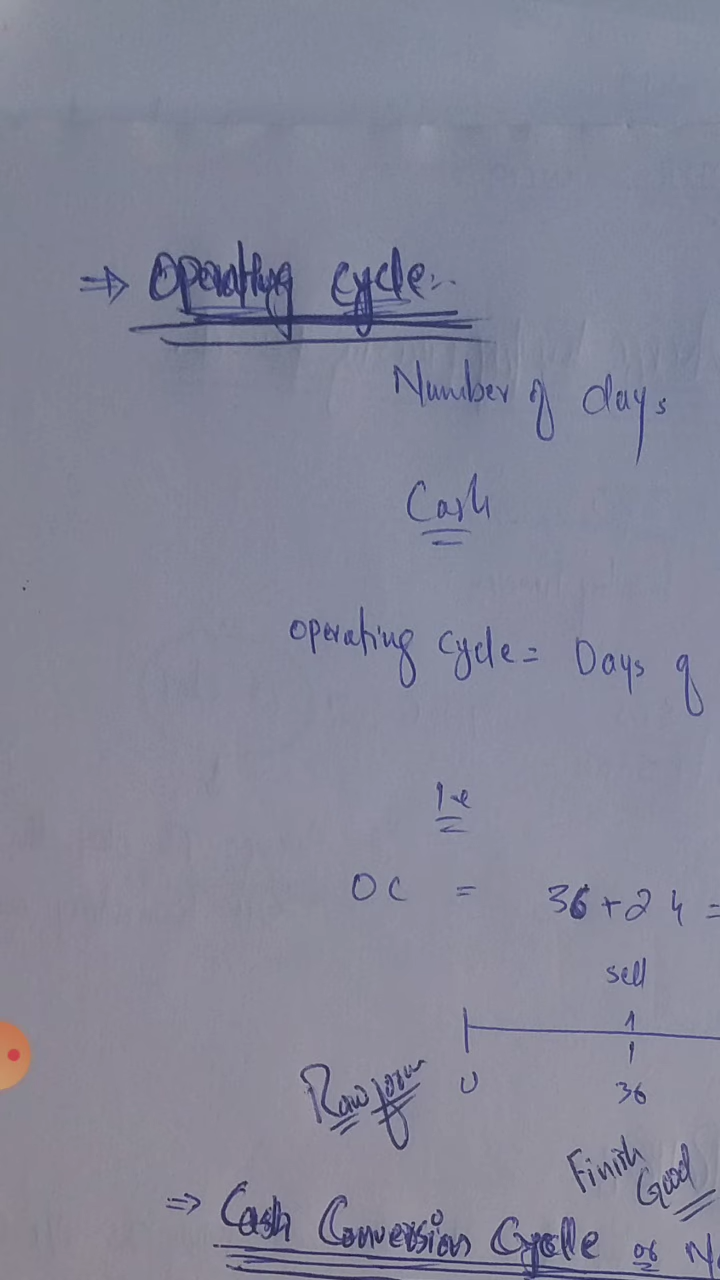 ⇒ Operating cycle:
Number of days
Cash
operating cycle = Days of
i.e
OC = 36+24 =
sell
0 36
Raw form
Finish Good
⇒ Cash Conversion Cycle or N